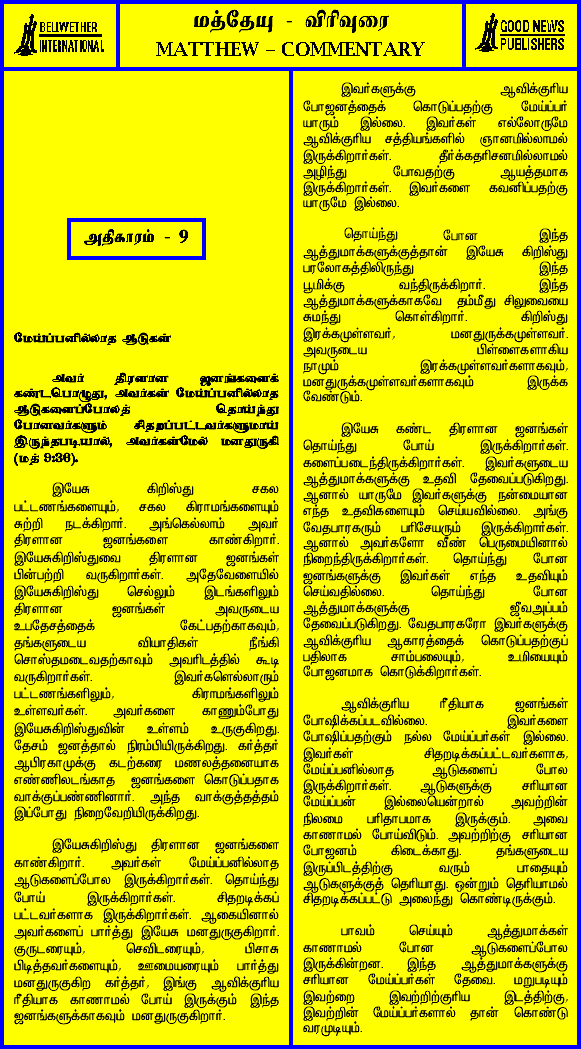 BELIWETHER
INTERNATIONAL
மத்தேயு - விரிவுரை
MATTHEW – COMMENTARY
GOOD NEWS
PUBLISHERS
அதிகாரம் - 9
மேய்ப்பனில்லாத ஆடுகள்
அவர் திரளான ஜனங்களைக்
கண்டபொழுது, அவர்கள் மேய்ப்பனில்லாத
ஆடுகளைப்போலத் தொய்ந்து
போனவர்களும் சிதறப்பட்டவர்களுமாய்
இருந்தபடியால், அவர்கள்மேல் மனதுருகி
(மத் 9:36).
இயேசு கிறிஸ்து சகல
பட்டணங்களையும், சகல கிராமங்களையும்
சுற்றி நடக்கிறார். அங்கெல்லாம் அவர்
திரளான ஜனங்களை காண்கிறார்.
இயேசுகிறிஸ்துவை திரளான ஜனங்கள்
பின்பற்றி வருகிறார்கள். அதேவேளையில்
இயேசுகிறிஸ்து செல்லும் இடங்களிலும்
திரளான ஜனங்கள் அவருடைய
உபதேசத்தைக் கேட்பதற்காகவும்,
தங்களுடைய வியாதிகள் நீங்கி
சொஸ்தமடைவதற்காவும் அவரிடத்தில் கூடி
வருகிறார்கள். இவர்களெல்லாரும்
பட்டணங்களிலும், கிராமங்களிலும்
உள்ளவர்கள். அவர்களை காணும்போது
இயேசுகிறிஸ்துவின் உள்ளம் உருகுகிறது.
தேசம் ஜனத்தால் நிரம்பியிருக்கிறது. கர்த்தர்
ஆபிரகாமுக்கு கடற்கரை மணலத்தனையாக
எண்ணிலடங்காத ஜனங்களை கொடுப்பதாக
வாக்குப்பண்ணினார். அந்த வாக்குத்தத்தம்
இப்போது நிறைவேறியிருக்கிறது.
இயேசுகிறிஸ்து திரளான ஜனங்களை
காண்கிறார். அவர்கள் மேய்ப்பனில்லாத
ஆடுகளைப்போல இருக்கிறார்கள். தொய்ந்து
போய் இருக்கிறார்கள். சிதறடிக்கப்
பட்டவர்களாக இருக்கிறார்கள். ஆகையினால்
அவர்களைப் பார்த்து இயேசு மனதுருகுகிறார்.
குருடரையும், செவிடரையும், பிசாசு
பிடித்தவர்களையும், ஊமையரையும் பார்த்து
மனதுருகுகிற கர்த்தர், இங்கு ஆவிக்குரிய
ரீதியாக காணாமல் போய் இருக்கும் இந்த
ஜனங்களுக்காகவும் மனதுருகுகிறார்.
இவர்களுக்கு ஆவிக்குரிய
போஜனத்தைக் கொடுப்பதற்கு மேய்ப்பர்
யாரும் இல்லை. இவர்கள் எல்லோருமே
ஆவிக்குரிய சத்தியங்களில் ஞானமில்லாமல்
இருக்கிறார்கள். தீர்க்கதரிசனமில்லாமல்
அழிந்து போவதற்கு ஆயத்தமாக
இருக்கிறார்கள். இவர்களை கவனிப்பதற்கு
யாருமே இல்லை.
தொய்ந்து போன இந்த
ஆத்துமாக்களுக்குத்தான் இயேசு கிறிஸ்து
பரலோகத்திலிருந்து இந்த
பூமிக்கு வந்திருக்கிறார். இந்த
ஆத்துமாக்களுக்காகவே தம்மீது சிலுவையை
சுமந்து கொள்கிறார். கிறிஸ்து
இரக்கமுள்ளவர், மனதுருக்கமுள்ளவர்.
அவருடைய பிள்ளைகளாகிய
நாமும் இரக்கமுள்ளவர்களாகவும்,
மனதுருக்கமுள்ளவர்களாகவும் இருக்க
வேண்டும்.
இயேசு கண்ட திரளான ஜனங்கள்
தொய்ந்து போய் இருக்கிறார்கள்.
களைப்படைந்திருக்கிறார்கள். இவர்களுடைய
ஆத்துமாக்களுக்கு உதவி தேவைப்படுகிறது.
ஆனால் யாருமே இவர்களுக்கு நன்மையான
எந்த உதவிகளையும் செய்யவில்லை. அங்கு
வேதபாரகரும் பரிசேயரும் இருக்கிறார்கள்.
ஆனால் அவர்களோ வீண் பெருமையினால்
நிறைந்திருக்கிறார்கள். தொய்ந்து போன
ஜனங்களுக்கு இவர்கள் எந்த உதவியும்
செய்வதில்லை. தொய்ந்து போன
ஆத்துமாக்களுக்கு ஜீவஅப்பம்
தேவைப்படுகிறது. வேதபாரகரோ இவர்களுக்கு
ஆவிக்குரிய ஆகாரத்தைக் கொடுப்பதற்குப்
பதிலாக சாம்பலையும், உமியையும்
போஜனமாக கொடுக்கிறார்கள்.
ஆவிக்குரிய ரீதியாக ஜனங்கள்
போஷிக்கப்படவில்லை. இவர்களை
போஷிப்பதற்கும் நல்ல மேய்ப்பர்கள் இல்லை.
இவர்கள் சிதறடிக்கப்பட்டவர்களாக,
மேய்ப்பனில்லாத ஆடுகளைப் போல
இருக்கிறார்கள். ஆடுகளுக்கு சரியான
மேய்ப்பன் இல்லையென்றால் அவற்றின்
நிலமை பரிதாபமாக இருக்கும். அவை
காணாமல் போய்விடும். அவற்றிற்கு சரியான
போஜனம் கிடைக்காது. தங்களுடைய
இருப்பிடத்திற்கு வரும் பாதையும்
ஆடுகளுக்குத் தெரியாது. ஒன்றும் தெரியாமல்
சிதறடிக்கப்பட்டு அலைந்து கொண்டிருக்கும்.
பாவம் செய்யும் ஆத்துமாக்கள்
காணாமல் போன ஆடுகளைப்போல
இருக்கின்றன. இந்த ஆத்துமாக்களுக்கு
சரியான மேய்ப்பர்கள் தேவை. மறுபடியும்
இவற்றை இவற்றிற்குரிய இடத்திற்கு,
இவற்றின் மேய்ப்பர்களால் தான் கொண்டு
வரமுடியும்.